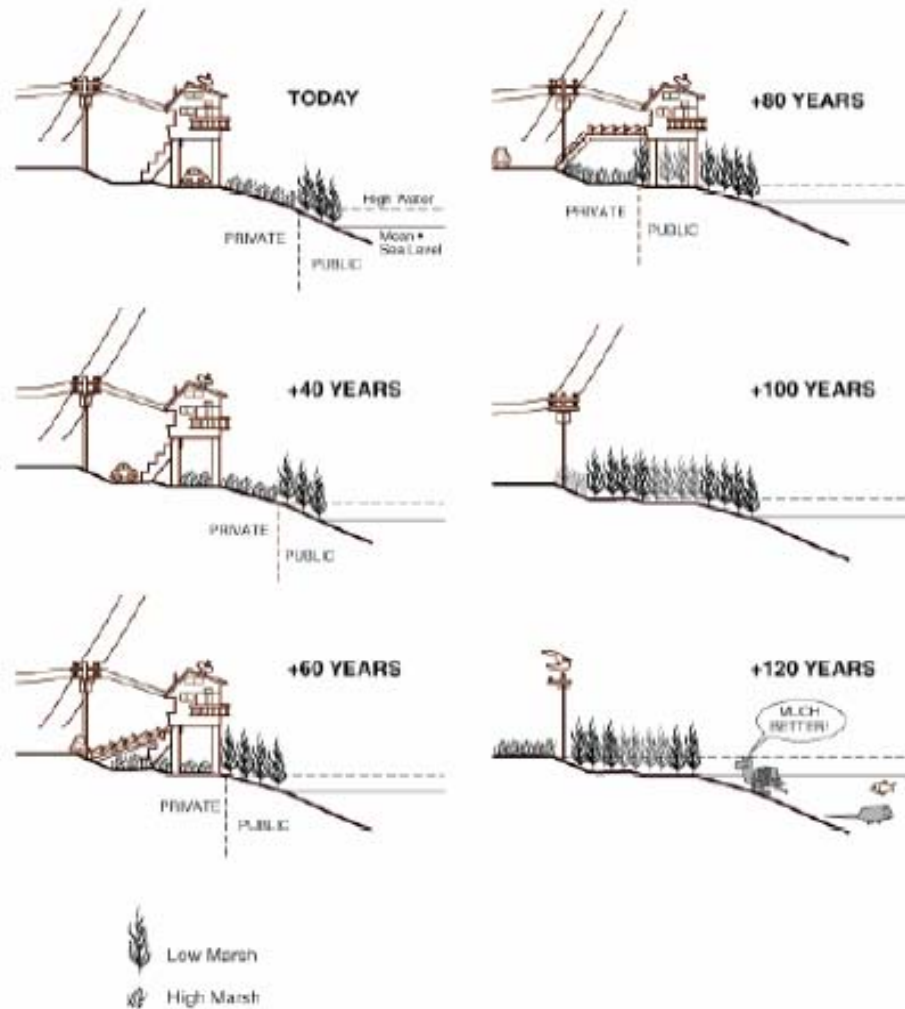 TODAY
High Water
PRIVATE
Mean
Sea Level
PUBLIC
+80 YEARS
PRIVATE
PUBLIC
+40 YEARS
PRIVATE
PUBLIC
+100 YEARS
+60 YEARS
PRIVATE
PUBLIC
+120 YEARS
MUCH
BETTER!
Low Marsh
High Marsh